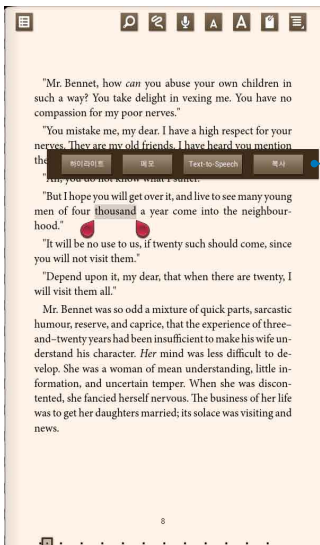 A A
"Mr. Bennet, how can you abuse your own children in
such a way? You take delight in vexing me. You have no
compassion for my poor nerves."
"You mistake me, my dear. I have a high respect for your
nerves. They are my old friends. I have heard you mention
the
하이라이트 메모 Text-to-Speech 복사
"Ah, you do not know what I suffer."
"But I hope you will get over it, and live to see many young
men of four thousand a year come into the neighbour-
hood."
"It will be no use to us, if twenty such should come, since
you will not visit them."
"Depend upon it, my dear, that when there are twenty, I
will visit them all."
Mr. Bennet was so odd a mixture of quick parts, sarcastic
humour, reserve, and caprice, that the experience of three–
and–twenty years had been insufficient to make his wife un-
derstand his character. Her mind was less difficult to de-
velop. She was a woman of mean understanding, little in-
formation, and uncertain temper. When she was discon-
tented, she fancied herself nervous. The business of her life
was to get her daughters married; its solace was visiting and
news.
8